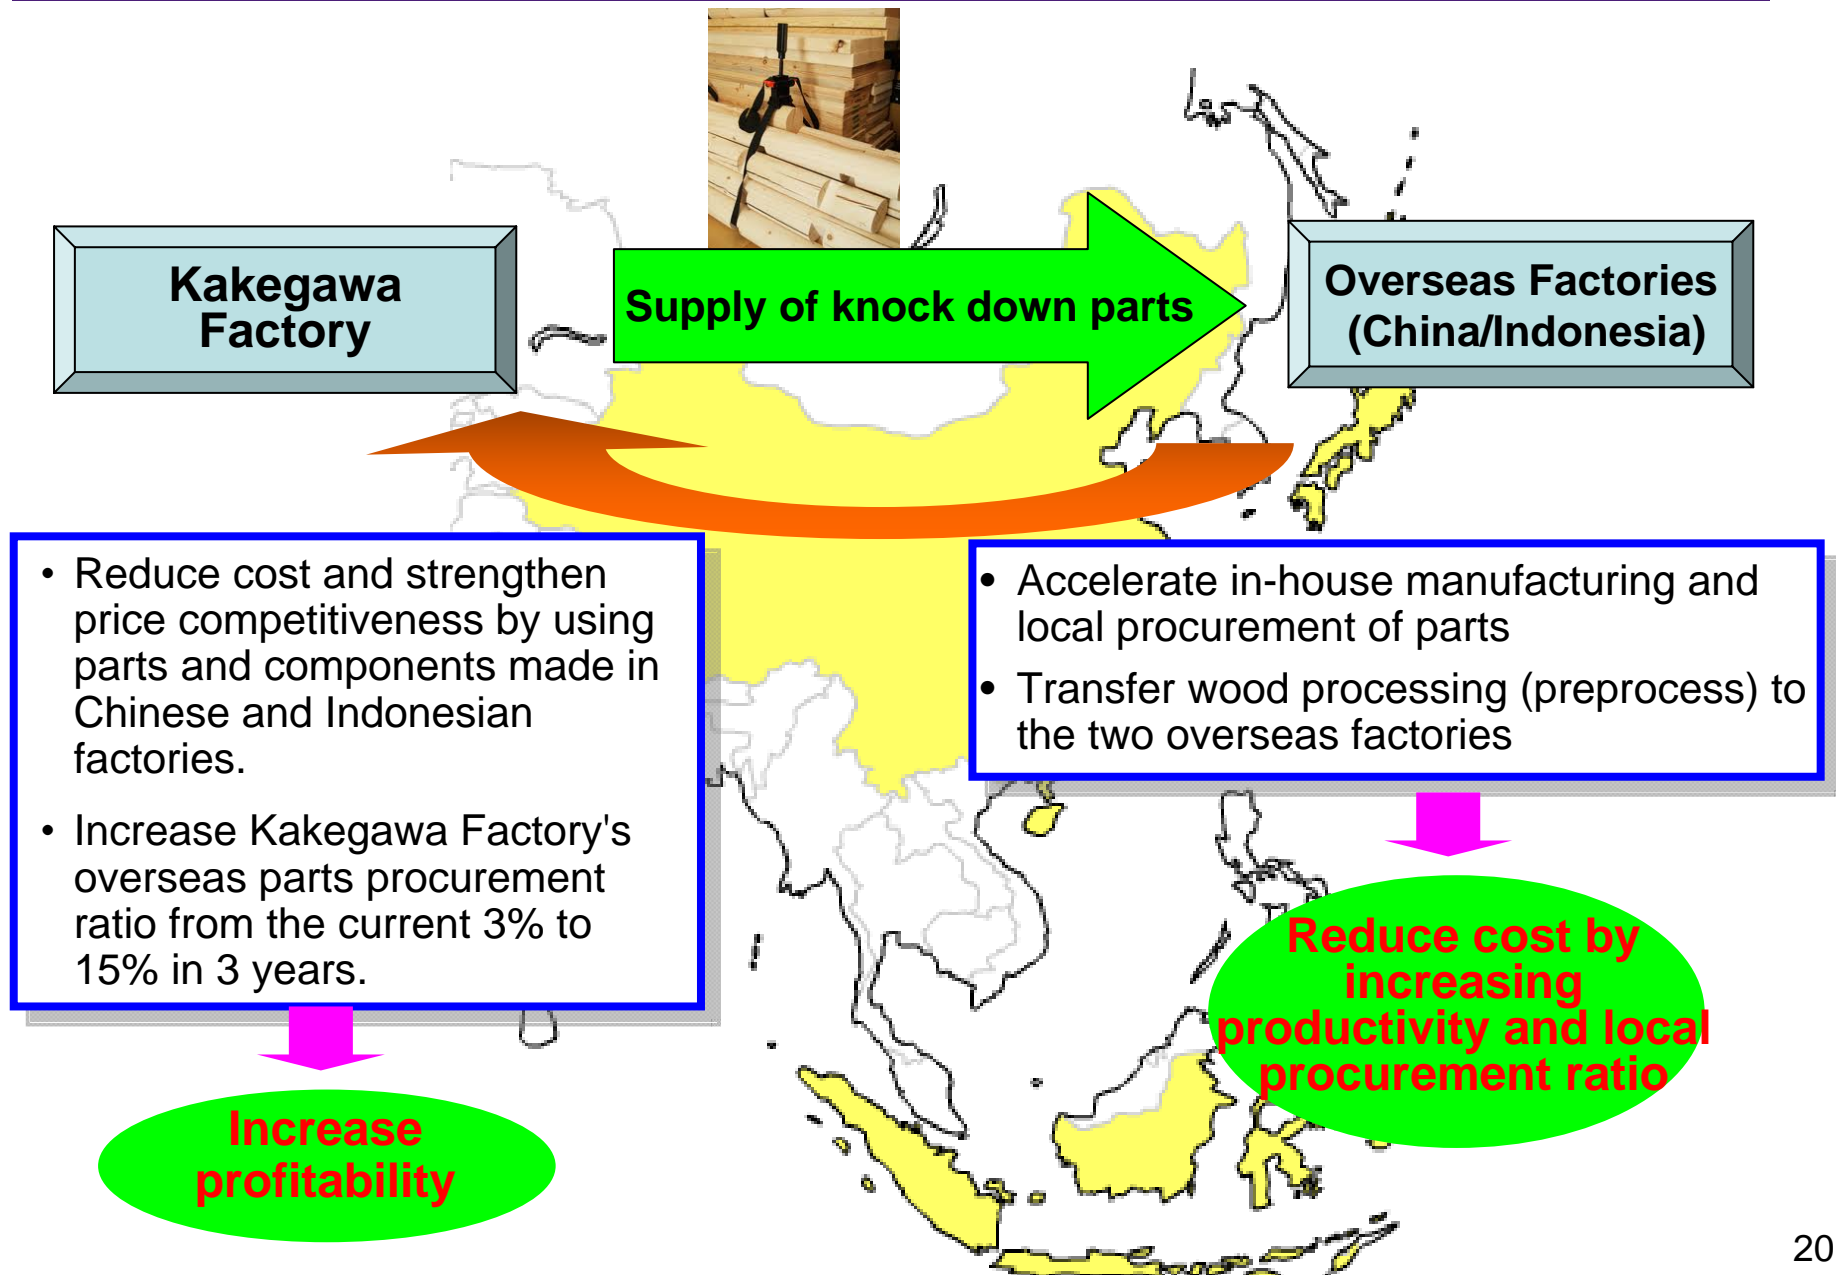 Kakegawa
Factory
Supply of knock down parts
Overseas Factories
(China/Indonesia)
• Reduce cost and strengthen
price competitiveness by using
parts and components made in
Chinese and Indonesian
factories.
• Increase Kakegawa Factory's
overseas parts procurement
ratio from the current 3% to
15% in 3 years.
• Accelerate in-house manufacturing and
local procurement of parts
• Transfer wood processing (preprocess) to
the two overseas factories
Increase
profitability
Reduce cost by
increasing
productivity and local
procurement ratio
20